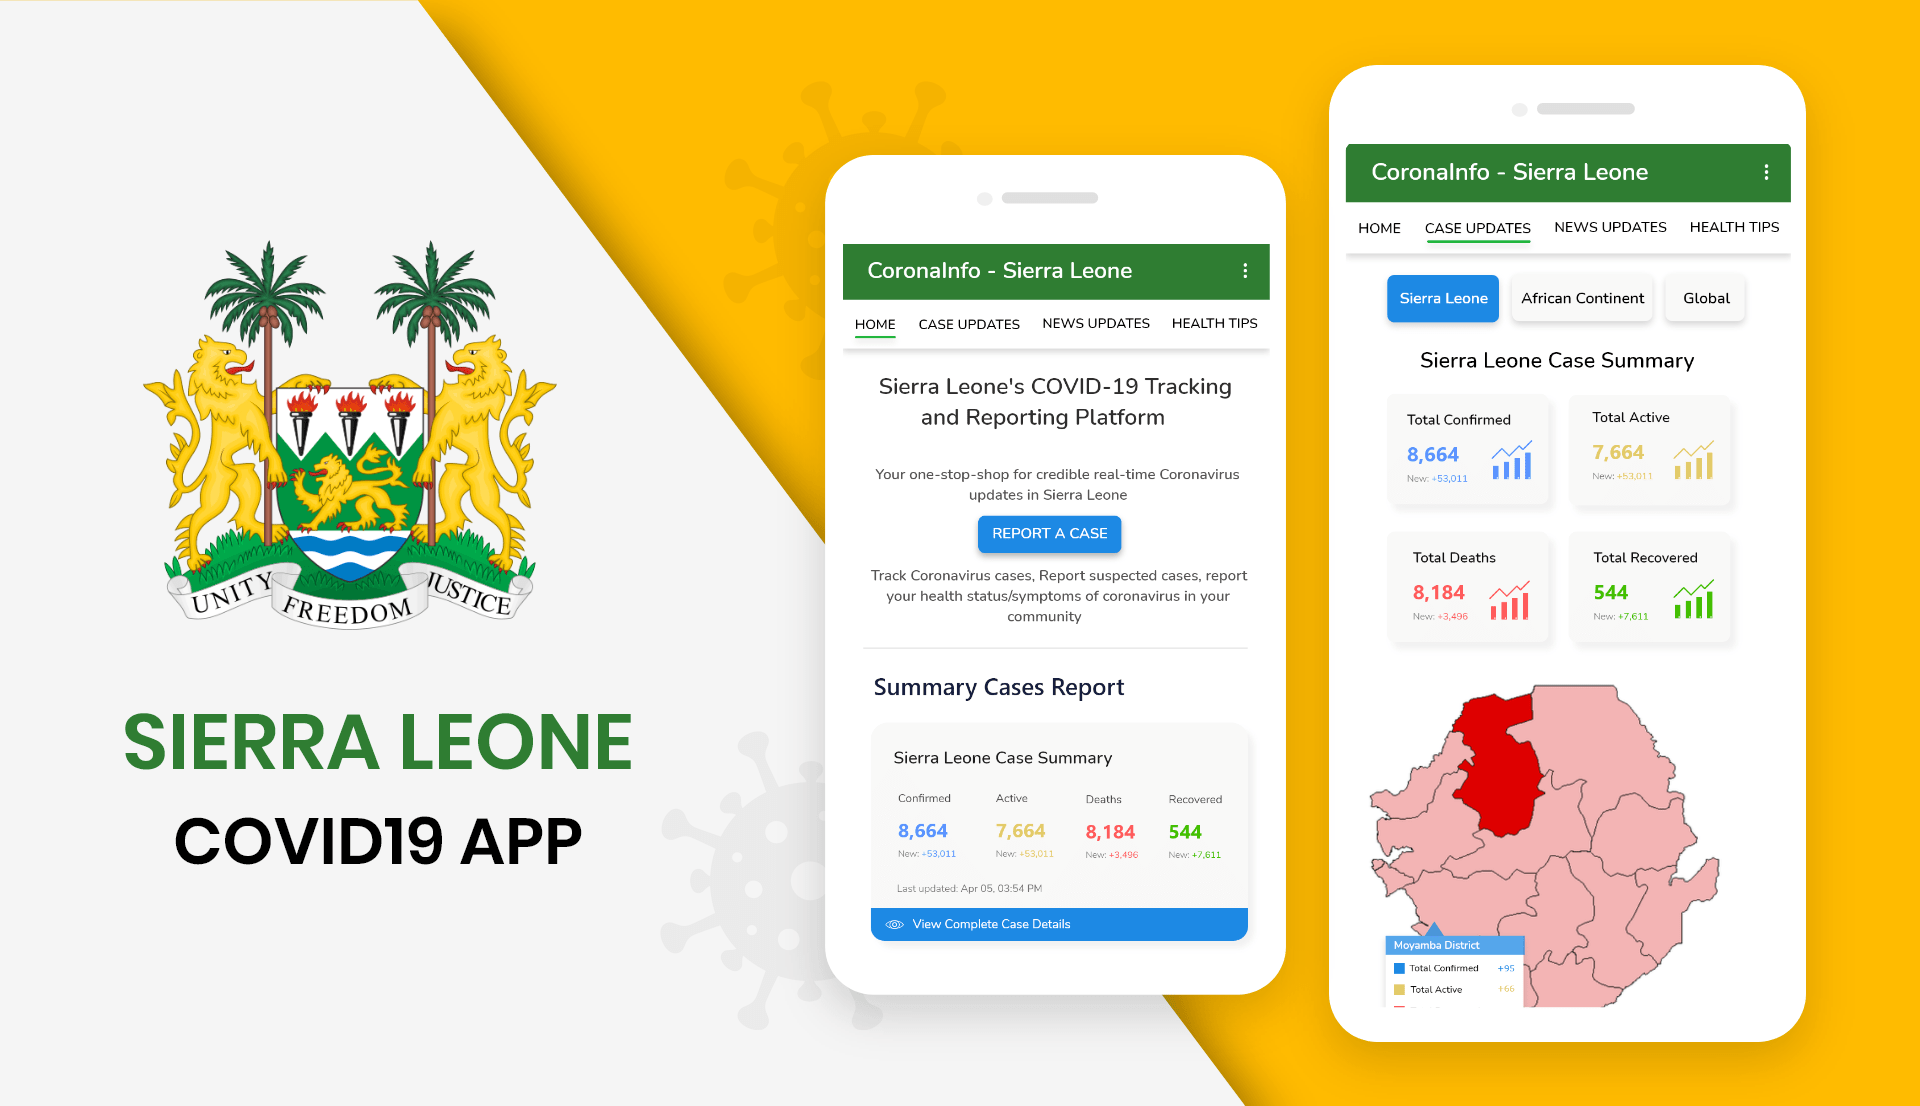 UNITY
FREEDOM
JUSTICE
SIERRA LEONE
COVID19 APP
CoronaInfo - Sierra Leone
HOME CASE UPDATES NEWS UPDATES HEALTH TIPS
Sierra Leone's COVID-19 Tracking
and Reporting Platform
Your one-stop-shop for credible real-time Coronavirus
updates in Sierra Leone
REPORT A CASE
Track Coronavirus cases, Report suspected cases, report
your health status/symptoms of coronavirus in your
community
Summary Cases Report
Sierra Leone Case Summary
Confirmed Active Deaths Recovered
8,664 7,664 8,184 544
New: +53,011 New: +53,011 New: +3,496 New: +7,611
Last updated: Apr 05, 03:54 PM
View Complete Case Details
CoronaInfo - Sierra Leone
HOME CASE UPDATES NEWS UPDATES HEALTH TIPS
Sierra Leone African Continent Global
Sierra Leone Case Summary
Total Confirmed
8,664
New: +53,011
Total Active
7,664
New: +53,011
Total Deaths
8,184
New: +3,496
Total Recovered
544
New: +7,611
Moyamba District
Total Confirmed +95
Total Active +66